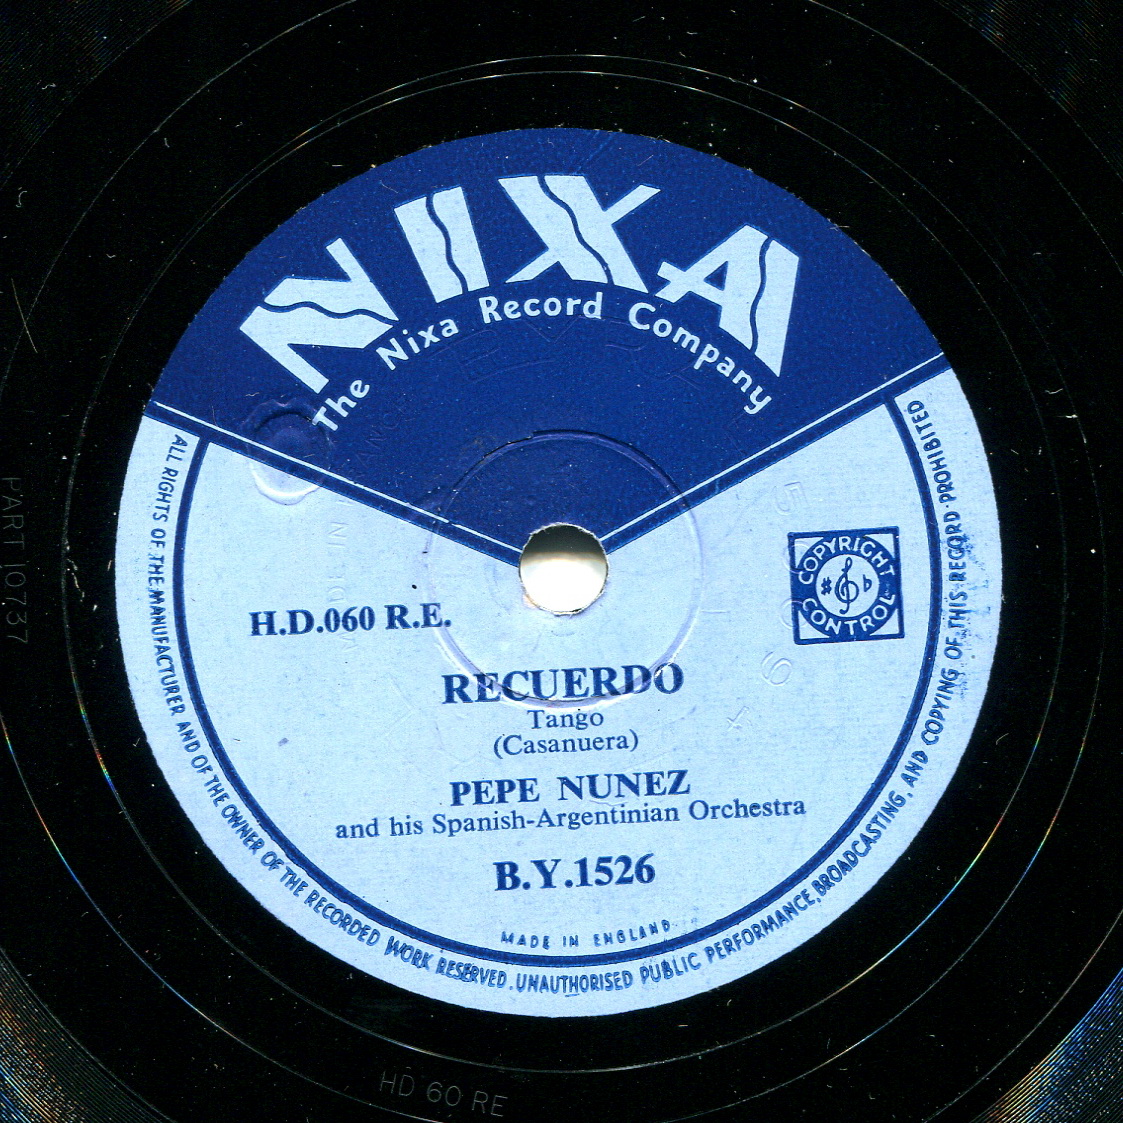 NIXA
The Nixa Record Company
COPYRIGHT
CONTROL
H.D.060 R.E.
RECUERDO
Tango
(Casanuera)
PEPE NUNEZ
and his Spanish-Argentinian Orchestra
B.Y.1526
MADE IN ENGLAND
ALL RIGHTS OF THE MANUFACTURER AND OF THE OWNER OF THE RECORDED WORK RESERVED. UNAUTHORISED PUBLIC PERFORMANCE, BROADCASTING, AND COPYING OF THIS RECORD PROHIBITED
PART 10737
HD 60 RE